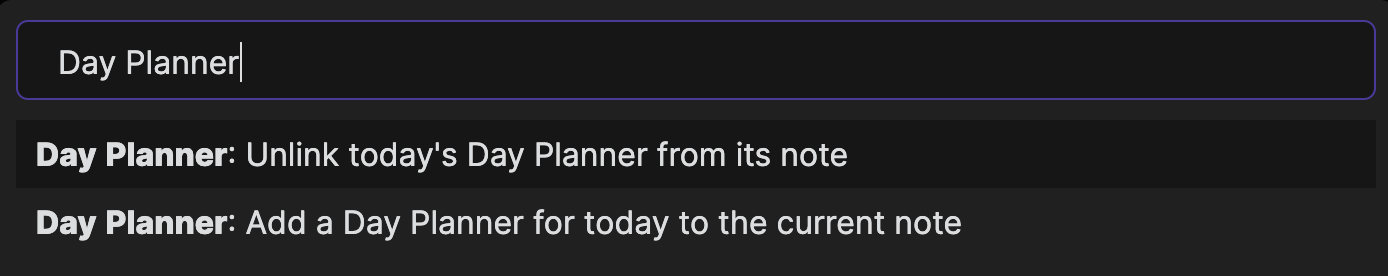 Day Planner
Day Planner: Unlink today's Day Planner from its note
Day Planner: Add a Day Planner for today to the current note